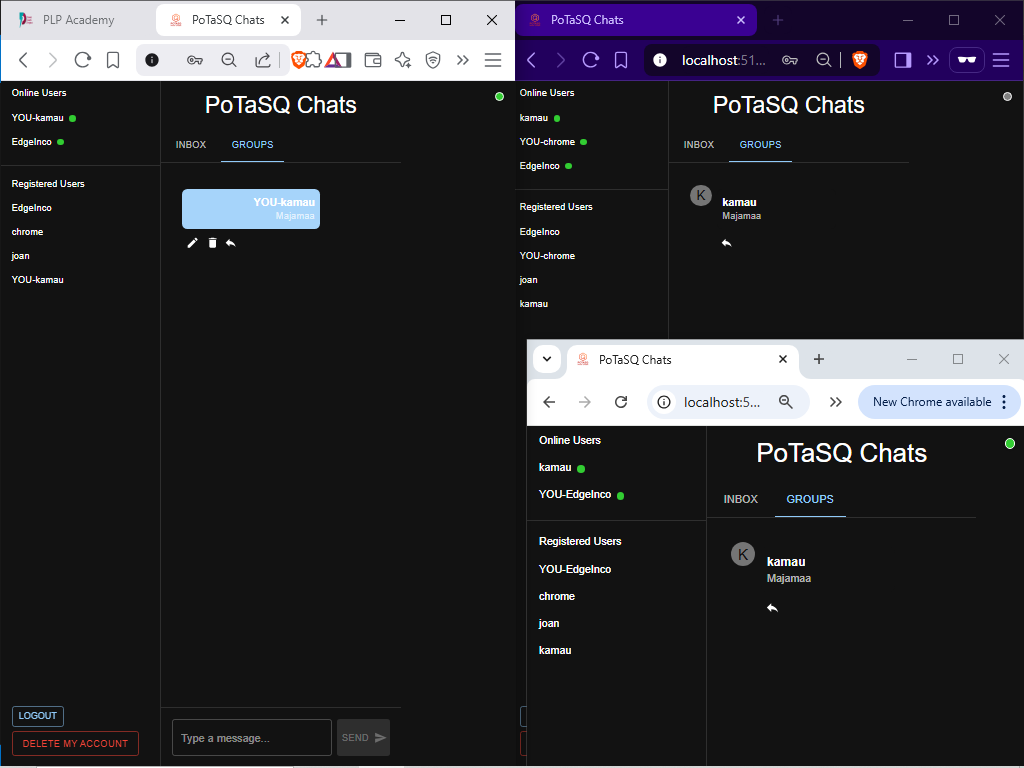 PLP Academy
PoTaSQ Chats
Online Users
YOU-kamau
EdgeInco
Registered Users
EdgeInco
chrome
joan
YOU-kamau
LOGOUT
DELETE MY ACCOUNT
PoTaSQ Chats
INBOX
GROUPS
YOU-kamau
Majamaa
Type a message...
SEND
PoTaSQ Chats
localhost:51...
Online Users
kamau
YOU-chrome
EdgeInco
Registered Users
EdgeInco
YOU-chrome
joan
kamau
PoTaSQ Chats
INBOX
GROUPS
K
kamau
Majamaa
PoTaSQ Chats
localhost:5...
New Chrome available
Online Users
kamau
YOU-EdgeInco
Registered Users
YOU-EdgeInco
chrome
joan
kamau
PoTaSQ Chats
INBOX
GROUPS
K
kamau
Majamaa